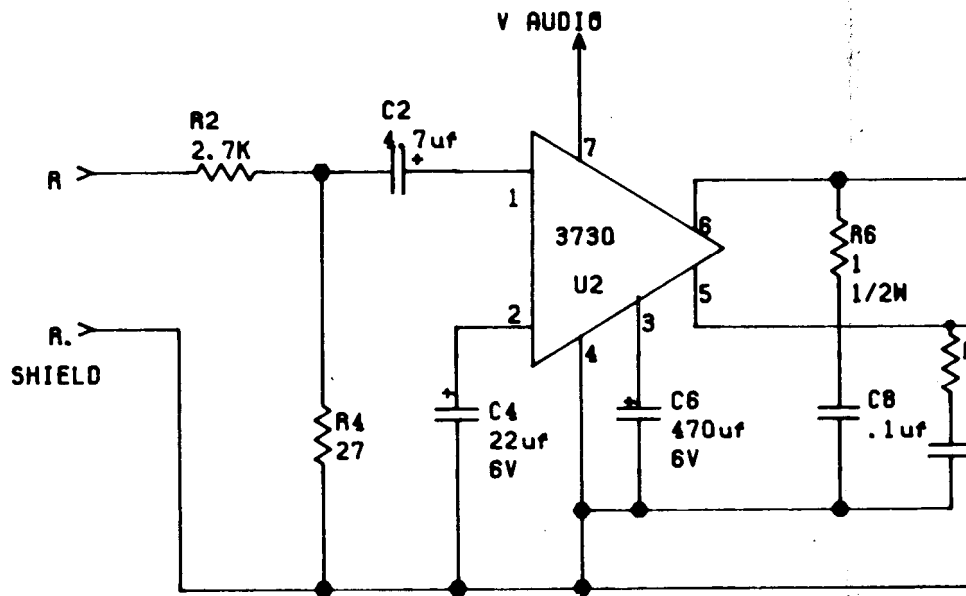 V AUDIO
C2
4.7uf
+
R2
2.7K
R
7
1
3730
U2
6
5
R6
1
1/2W
2
3
4
R.
SHIELD
+
C4
22uf
6V
+
C6
470uf
6V
C8
.1uf
R4
27